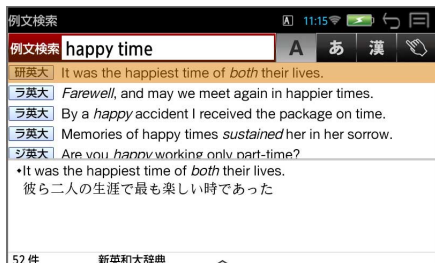 例文検索 A 11:15
例文検索 happy time A あ 漢
研英大 It was the happiest time of both their lives.
ラ英大 Farewell, and may we meet again in happier times.
ラ英大 By a happy accident I received the package on time.
ラ英大 Memories of happy times sustained her in her sorrow.
ジ英大 Are you happy working only part-time?
◆It was the happiest time of both their lives.
彼ら二人の生涯で最も楽しい時であった
52件 新英和大辞典